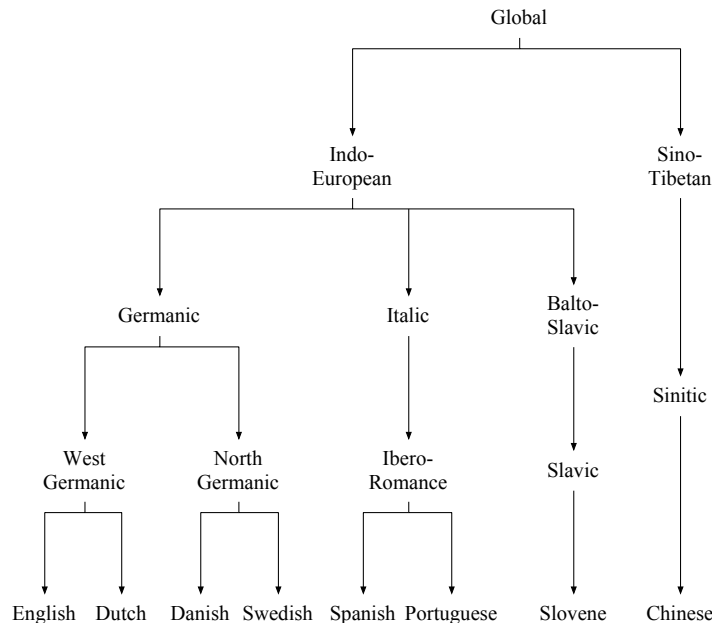 Global
Indo-
European
Sino-
Tibetan
Germanic
Italic
Balto-
Slavic
Sinitic
West
Germanic
North
Germanic
Ibero-
Romance
Slavic
English
Dutch
Danish
Swedish
Spanish
Portuguese
Slovene
Chinese